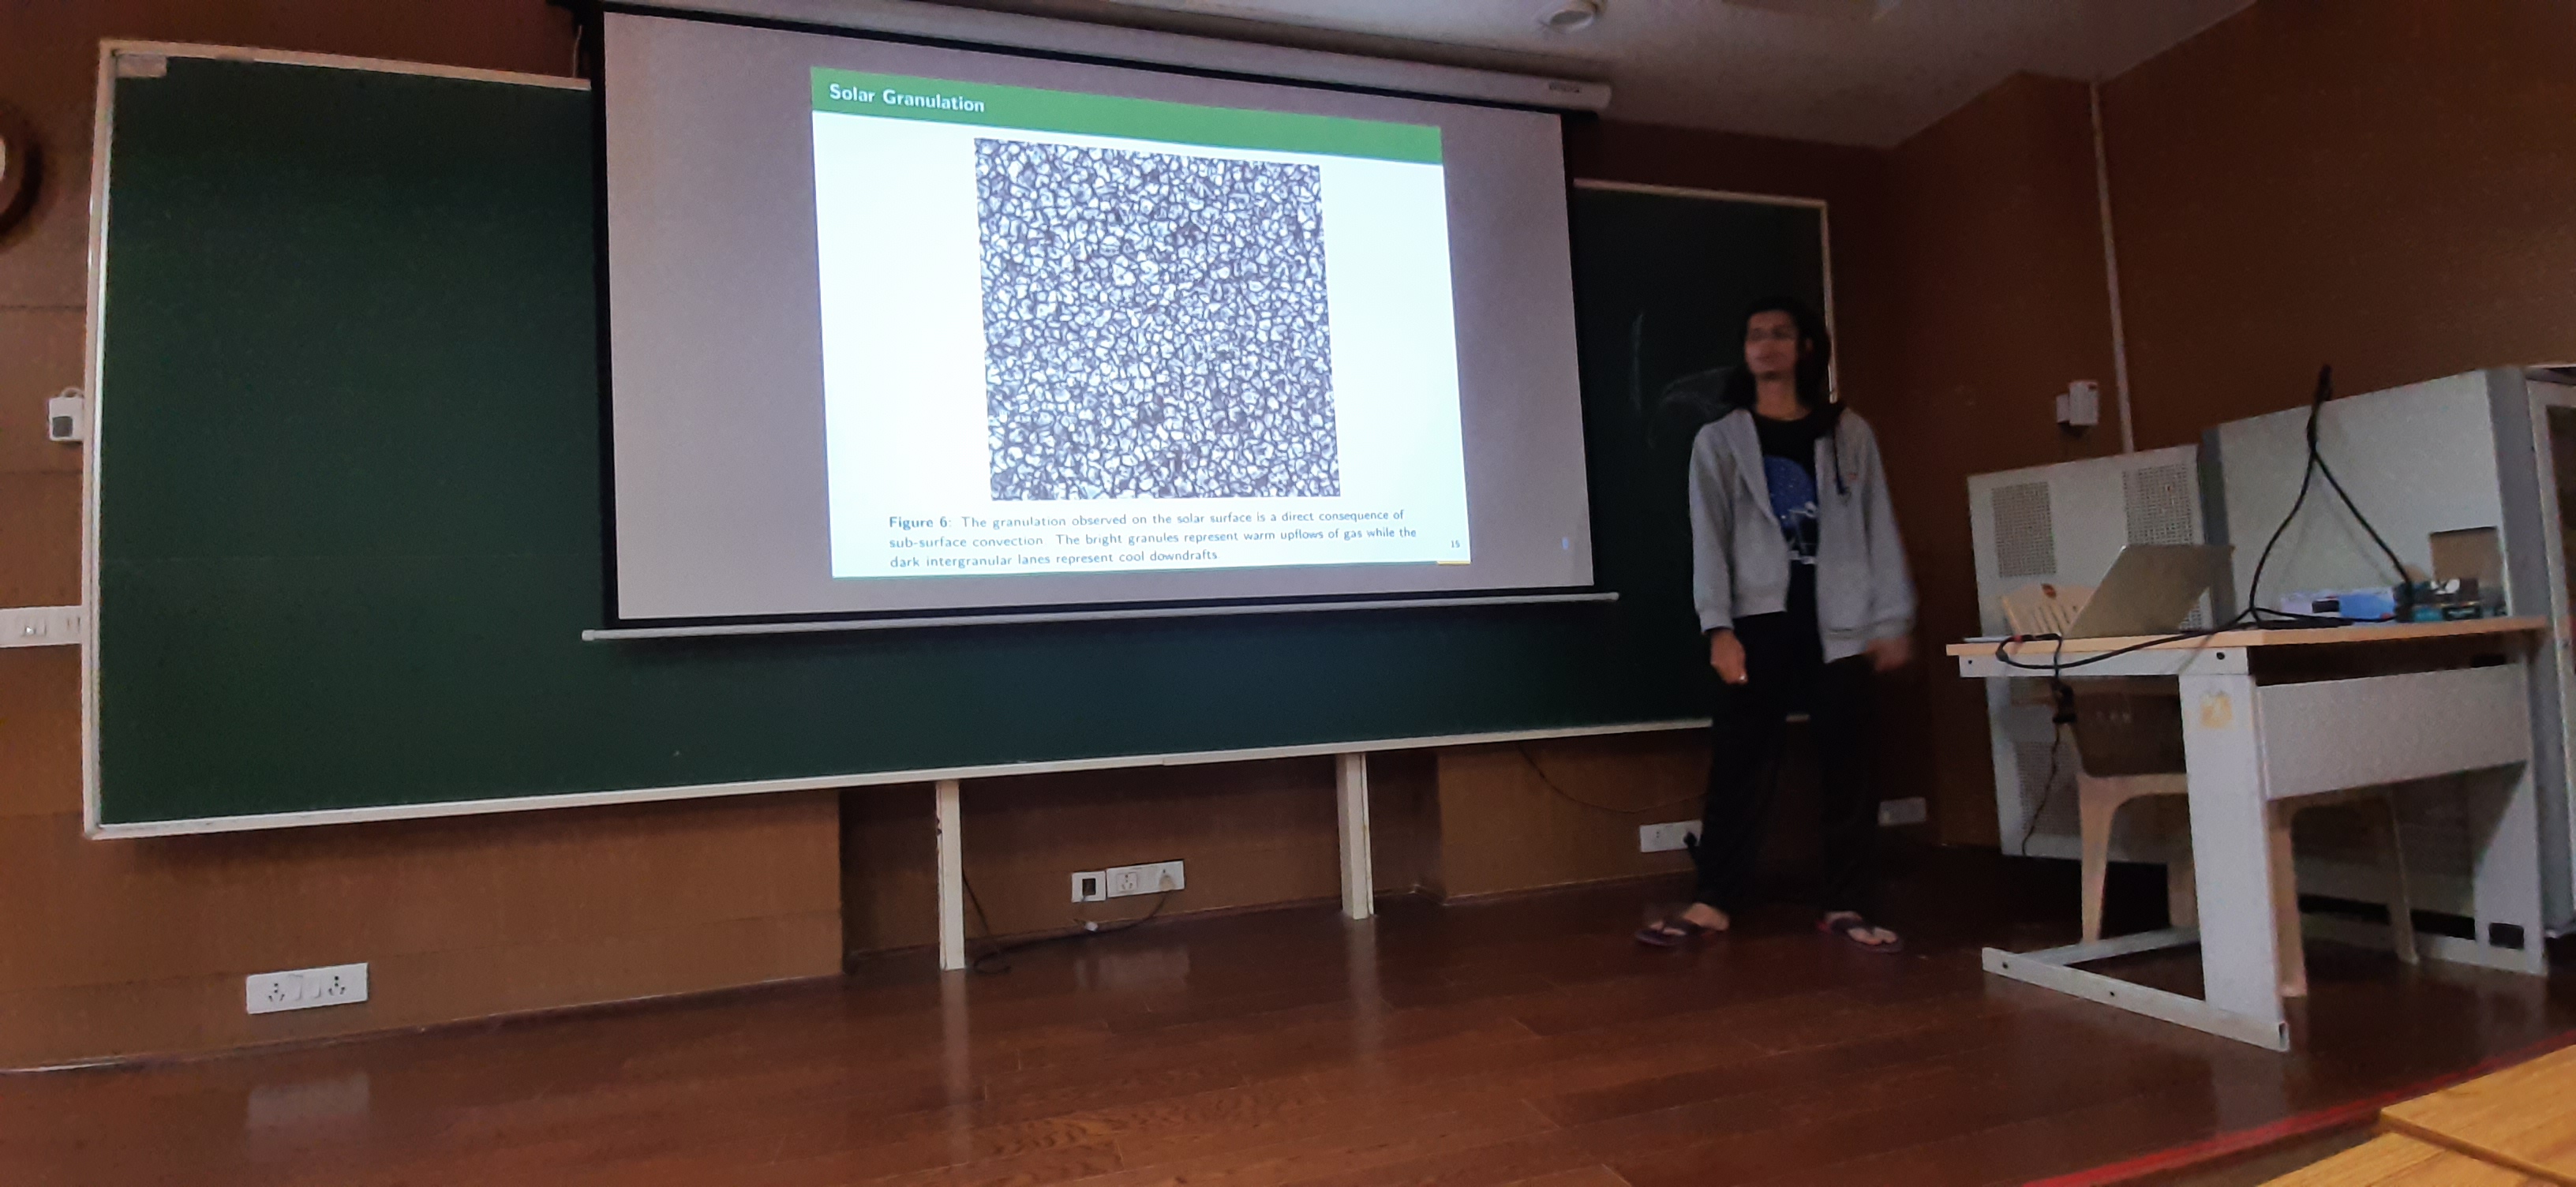 Solar Granulation
Figure 6: The granulation observed on the solar surface is a direct consequence of
sub-surface convection. The bright granules represent warm upflows of gas while the
dark intergranular lanes represent cool downdrafts
15